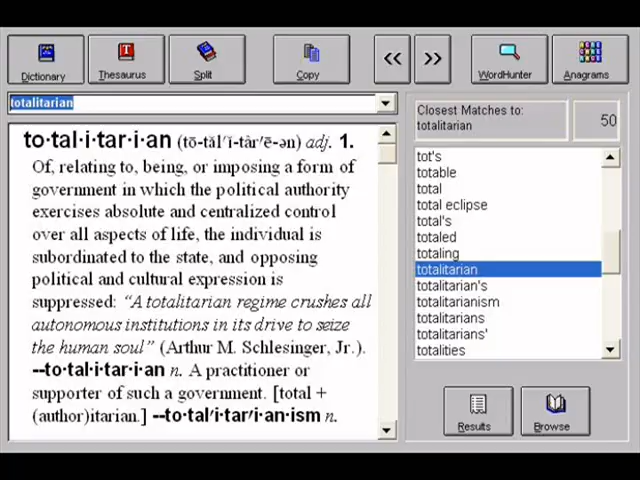 Dictionary
Thesaurus
Split
Copy
<<
>>
WordHunter
Anagrams
totalitarian
to·tal·i·tar·i·an (tō-tăl′ĭ-târ′ē-ən) adj. 1.
Of, relating to, being, or imposing a form of
government in which the political authority
exercises absolute and centralized control
over all aspects of life, the individual is
subordinated to the state, and opposing
political and cultural expression is
suppressed: “A totalitarian regime crushes all
autonomous institutions in its drive to seize
the human soul” (Arthur M. Schlesinger, Jr.).
--to·tal·i·tar·i·an n. A practitioner or
supporter of such a government. [total +
(author)itarian.] --to·tal′i·tar′i·an·ism n.
Closest Matches to:
totalitarian
50
tot's
totable
total
total eclipse
total's
totaled
totaling
totalitarian
totalitarian's
totalitarianism
totalitarians
totalitarians'
totalities
Results
Browse